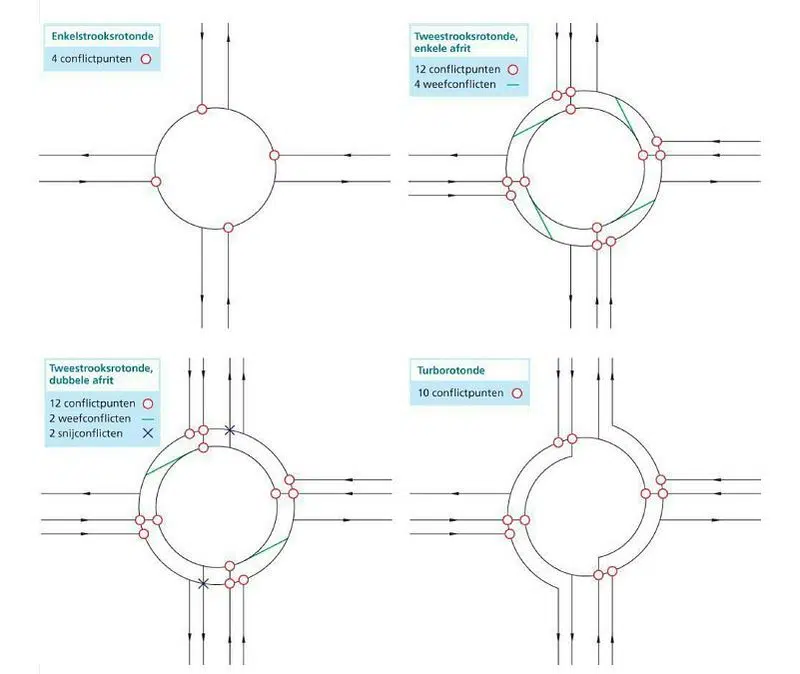 Enkelstrooksrotonde
4 conflictpunten
Tweestrooksrotonde,
enkele afrit
12 conflictpunten
4 weefconflicten
Tweestrooksrotonde,
dubbele afrit
12 conflictpunten
2 weefconflicten
2 snijconflicten
Turborotonde
10 conflictpunten